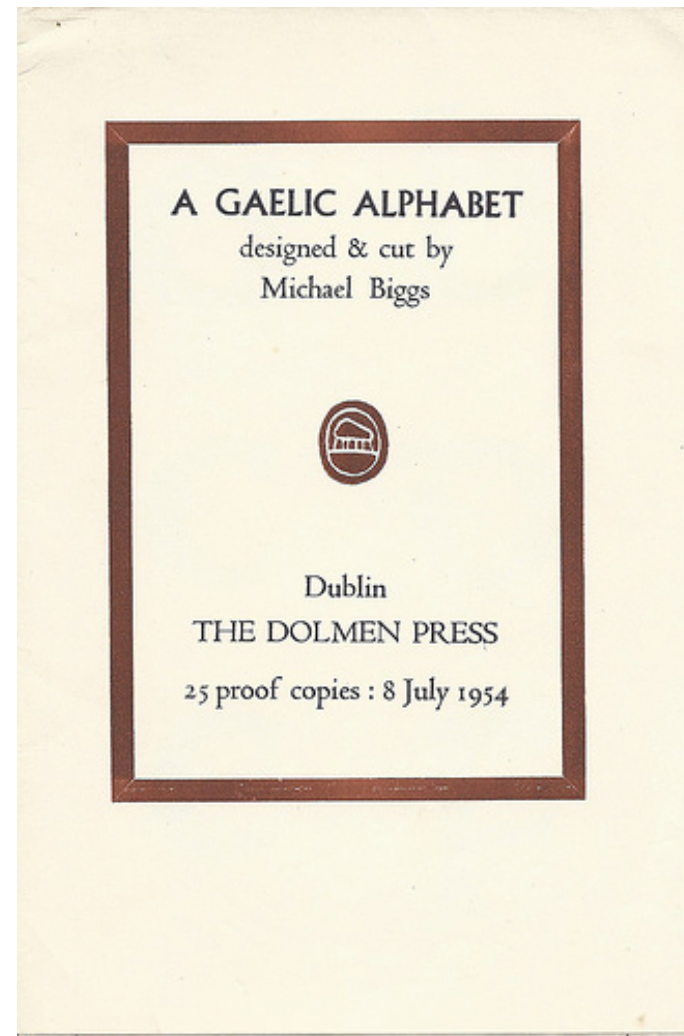 A GAELIC ALPHABET
designed & cut by
Michael Biggs
Dublin
THE DOLMEN PRESS
25 proof copies : 8 July 1954